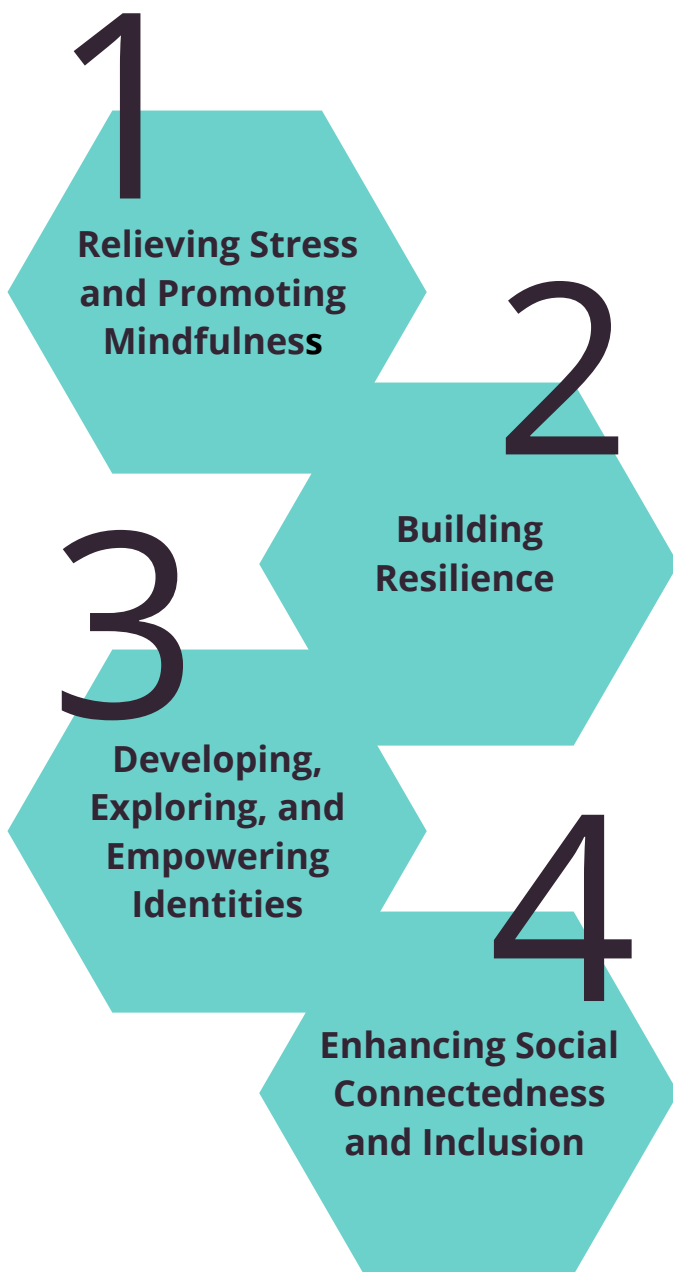 1
Relieving Stress
and Promoting
Mindfulness
2
Building
Resilience
3
Developing,
Exploring, and
Empowering
Identities
4
Enhancing Social
Connectedness
and Inclusion